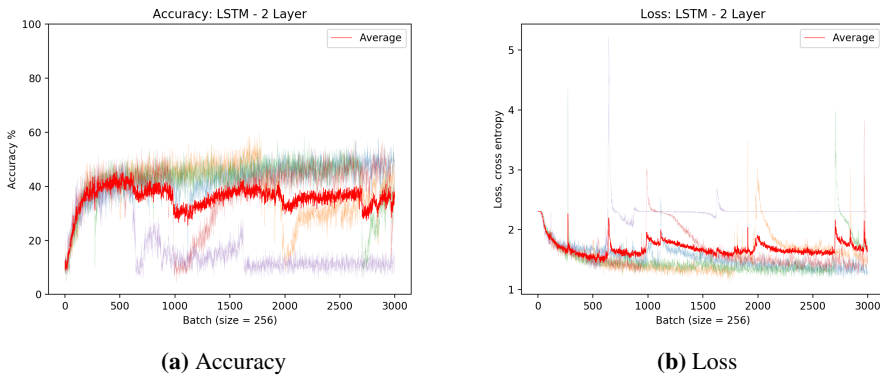 Accuracy: LSTM - 2 Layer
100
80
60
40
20
0
Accuracy %
0 500 1000 1500 2000 2500 3000
Batch (size = 256)
Average
(a) Accuracy
Loss: LSTM - 2 Layer
5
4
3
2
1
Loss, cross entropy
0 500 1000 1500 2000 2500 3000
Batch (size = 256)
Average
(b) Loss